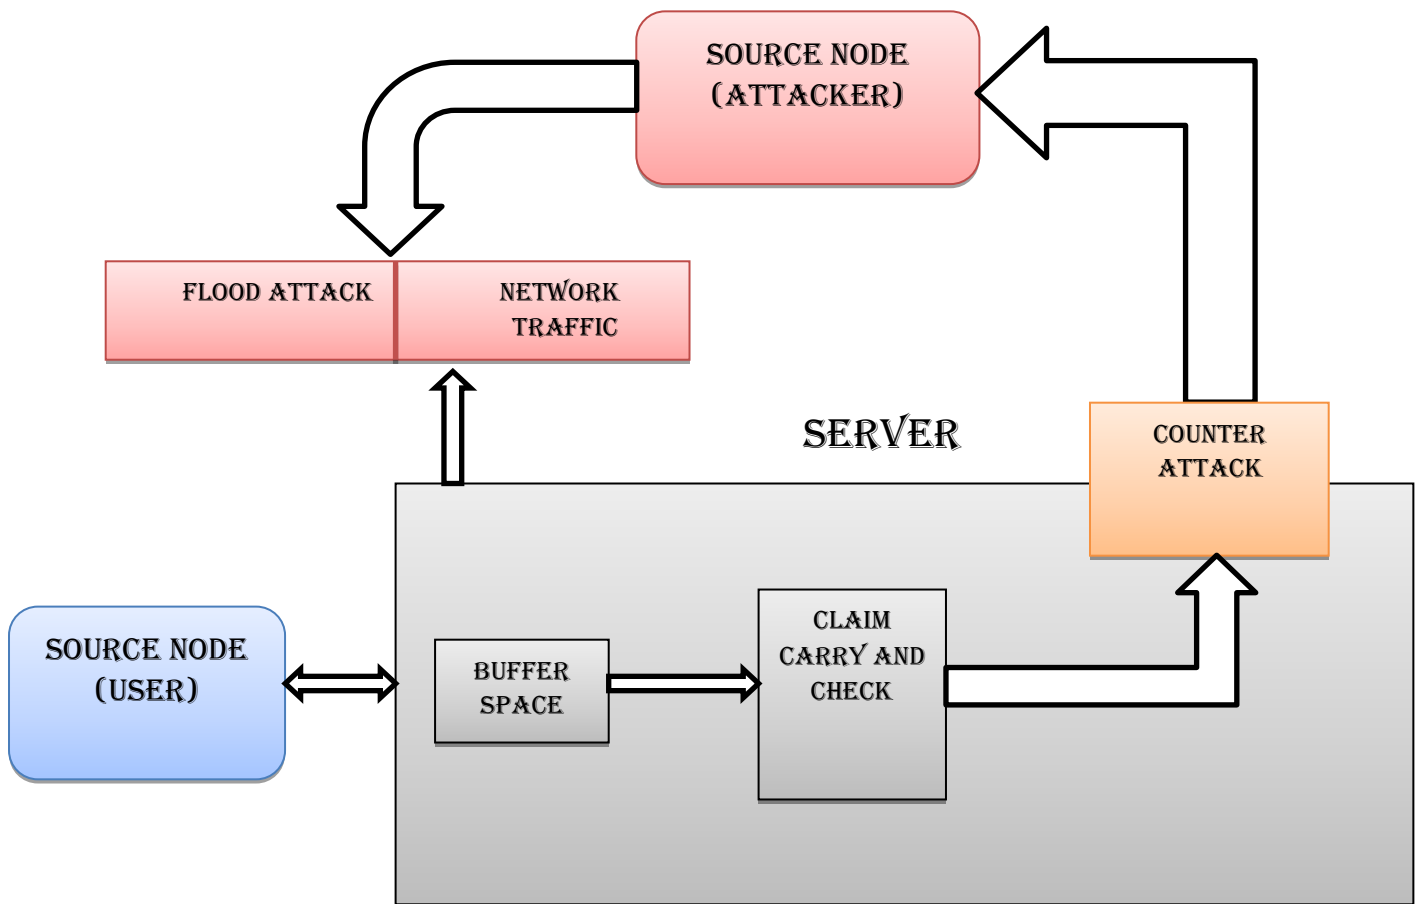 SOURCE NODE
(ATTACKER)
FLOOD ATTACK
NETWORK
TRAFFIC
SERVER
COUNTER
ATTACK
SOURCE NODE
(USER)
BUFFER
SPACE
CLAIM
CARRY AND
CHECK